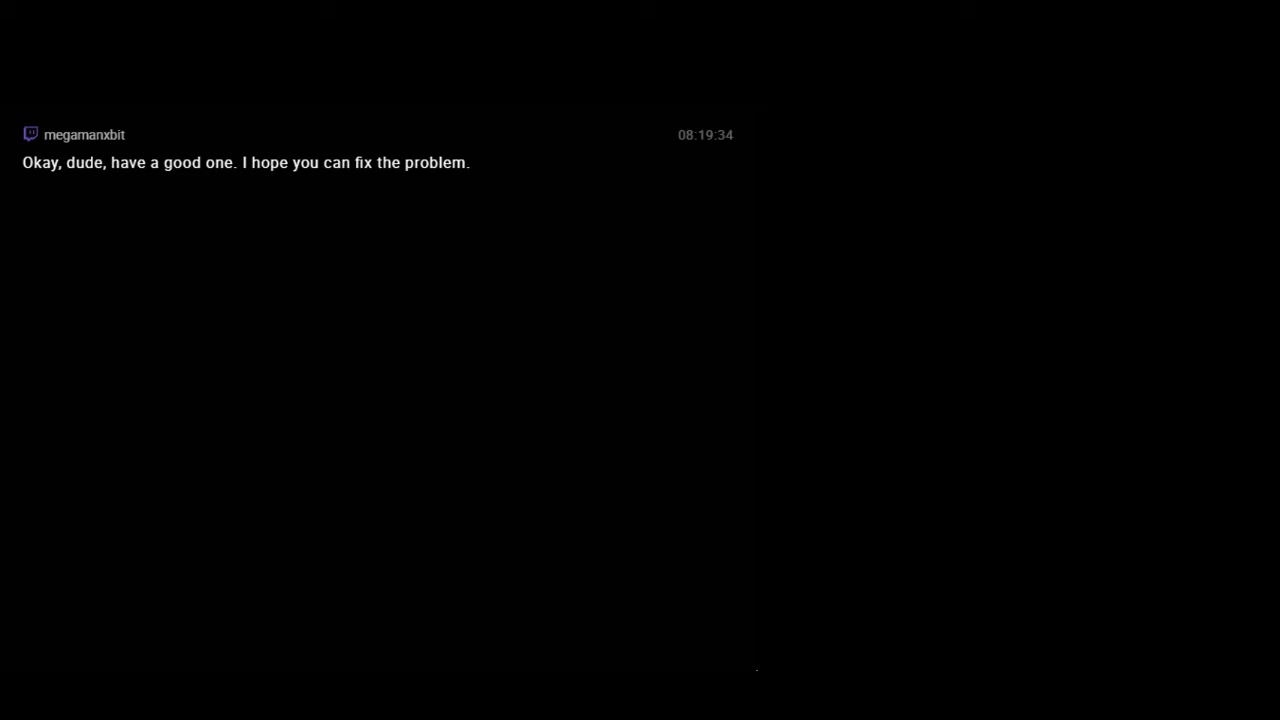 megamanxbit 08:19:34
Okay, dude, have a good one. I hope you can fix the problem.